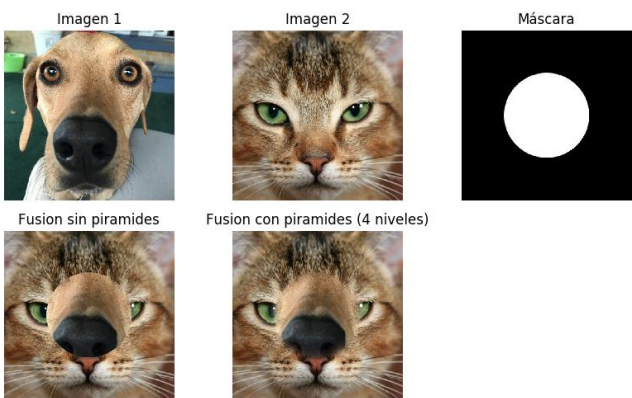 Imagen 1
Imagen 2
Máscara
Fusion sin piramides
Fusion con piramides (4 niveles)